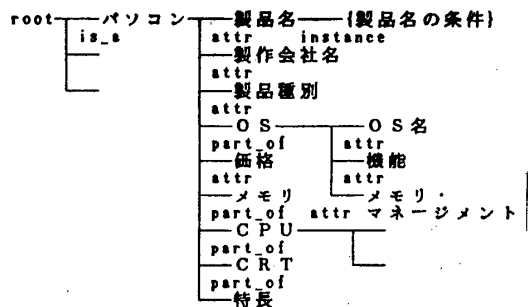 root パソコン 製品名 {製品名の条件}
is_a attr instance
製作会社名
attr
製品種別
attr
OS OS名
part_of attr
価格 機能
attr attr
メモリ メモリ・
part_of attr マネージメント
CPU
part_of
CRT
part_of
特長